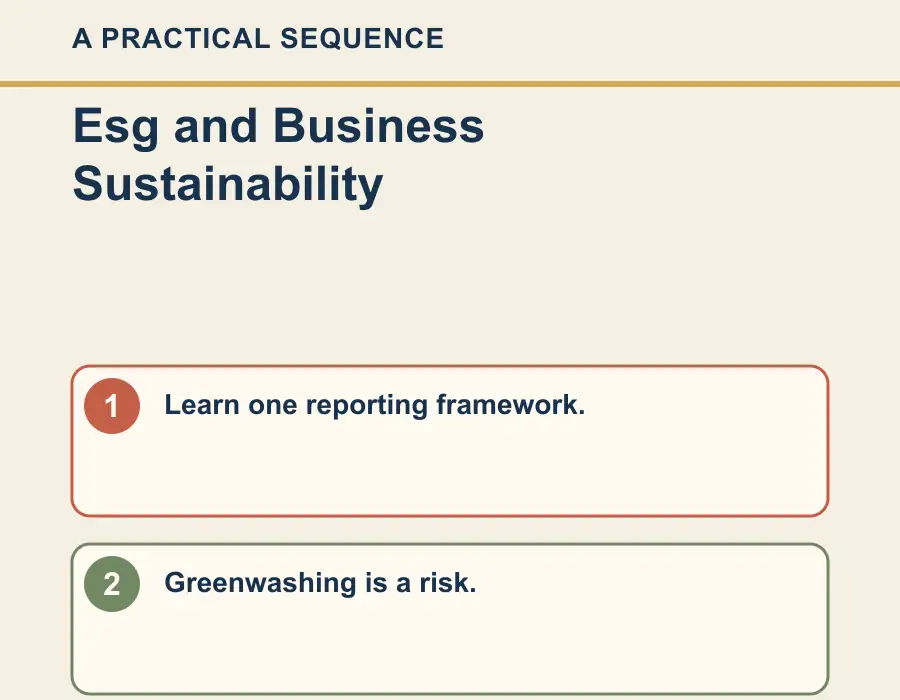 A PRACTICAL SEQUENCE
Esg and Business
Sustainability
1
Learn one reporting framework.
2
Greenwashing is a risk.